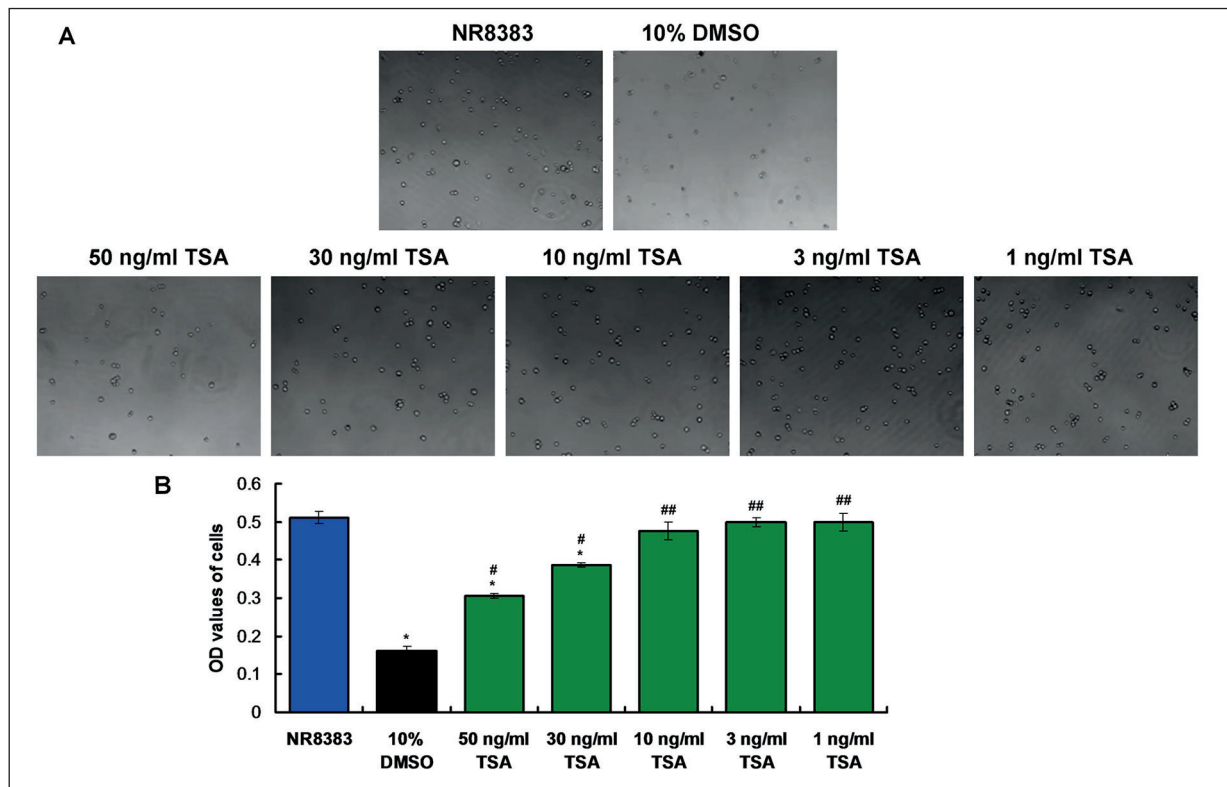 A
NR8383
10% DMSO
50 ng/ml TSA
30 ng/ml TSA
10 ng/ml TSA
3 ng/ml TSA
1 ng/ml TSA
B
OD values of cells
0.6
0.5
0.4
0.3
0.2
0.1
0
*
#
*
#
*
##
##
##
NR8383
10%
DMSO
50 ng/ml
TSA
30 ng/ml
TSA
10 ng/ml
TSA
3 ng/ml
TSA
1 ng/ml
TSA